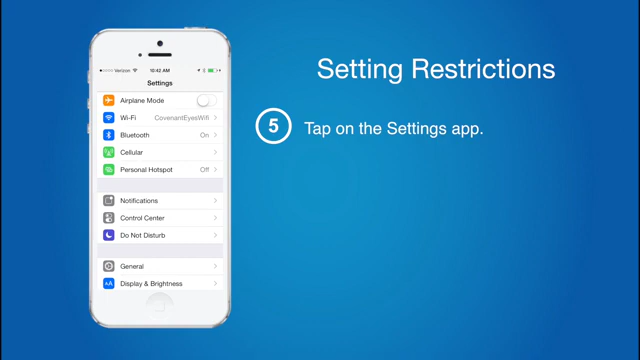 Setting Restrictions
5 Tap on the Settings app.
Verizon 10:42 AM
Settings
Airplane Mode
Wi-Fi CovenantEyesWifi
Bluetooth On
Cellular
Personal Hotspot Off
Notifications
Control Center
Do Not Disturb
General
AA Display & Brightness